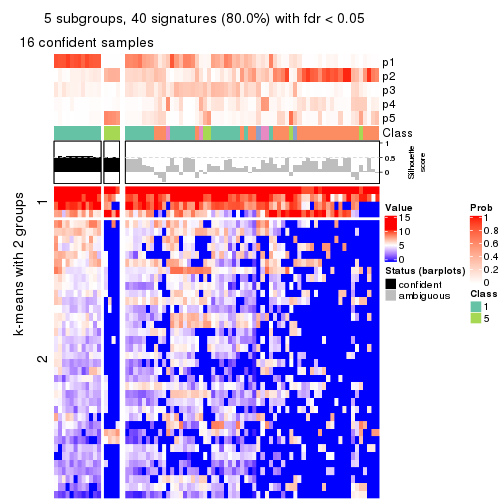 5 subgroups, 40 signatures (80.0%) with fdr < 0.05
16 confident samples
p1
p2
p3
p4
p5
Class
1
0.5
0
Silhouette
score
k-means with 2 groups
1
2
Value
15
10
5
0
Status (barplots)
confident
ambiguous
Prob
1
0.8
0.6
0.4
0.2
0
Class
1
5